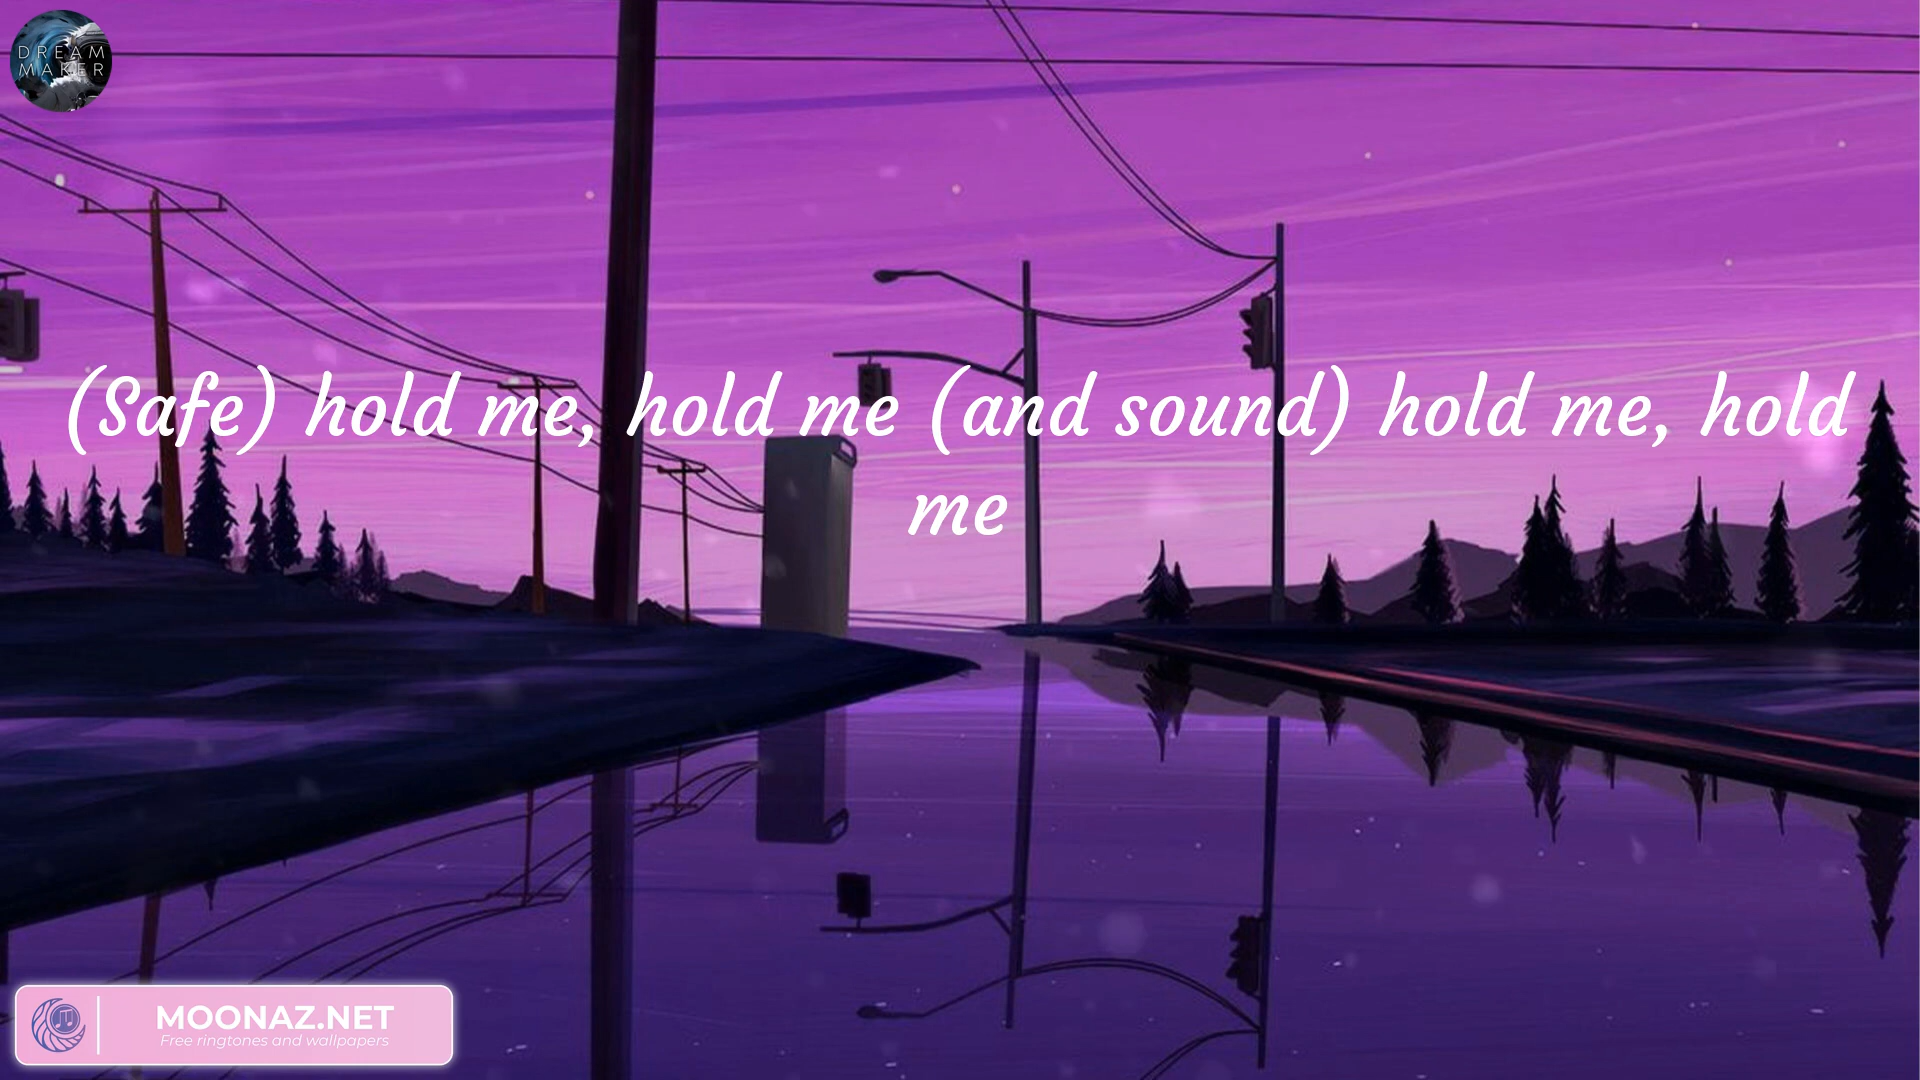 DREAM
MAKER
(Safe) hold me, hold me (and sound) hold me, hold
me
MOONAZ.NET
Free ringtones and wallpapers